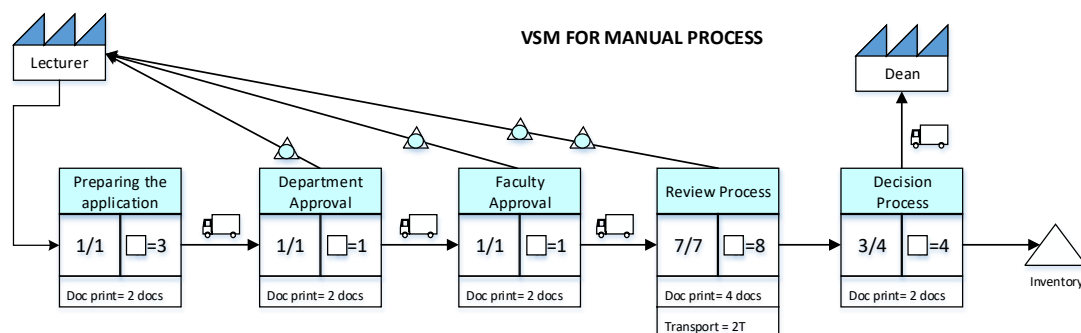 VSM FOR MANUAL PROCESS
Lecturer
Dean
Preparing the
application
1/1
=3
Doc print= 2 docs
Department
Approval
1/1
=1
Doc print= 2 docs
Faculty
Approval
1/1
=1
Doc print= 2 docs
Review Process
7/7
=8
Doc print= 4 docs
Transport = 2T
Decision
Process
3/4
=4
Doc print= 2 docs
Inventory